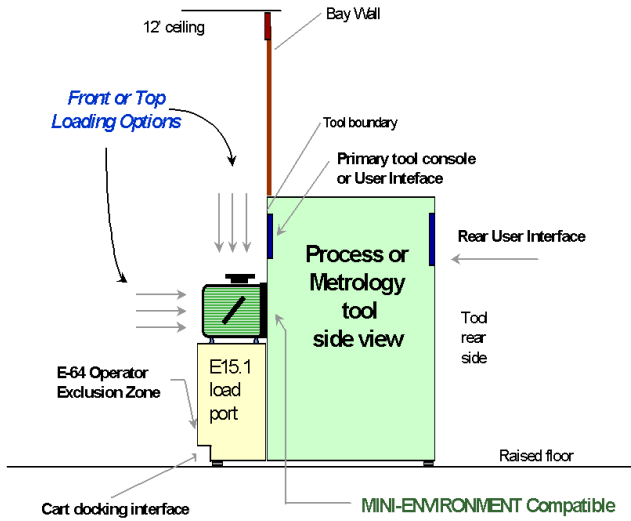 12' ceiling
Bay Wall
Front or Top
Loading Options
Tool boundary
Primary tool console
or User Inteface
Process or
Metrology
tool
side view
Rear User Interface
Tool
rear
side
E15.1
load
port
E-64 Operator
Exclusion Zone
Raised floor
Cart docking interface
MINI-ENVIRONMENT Compatible